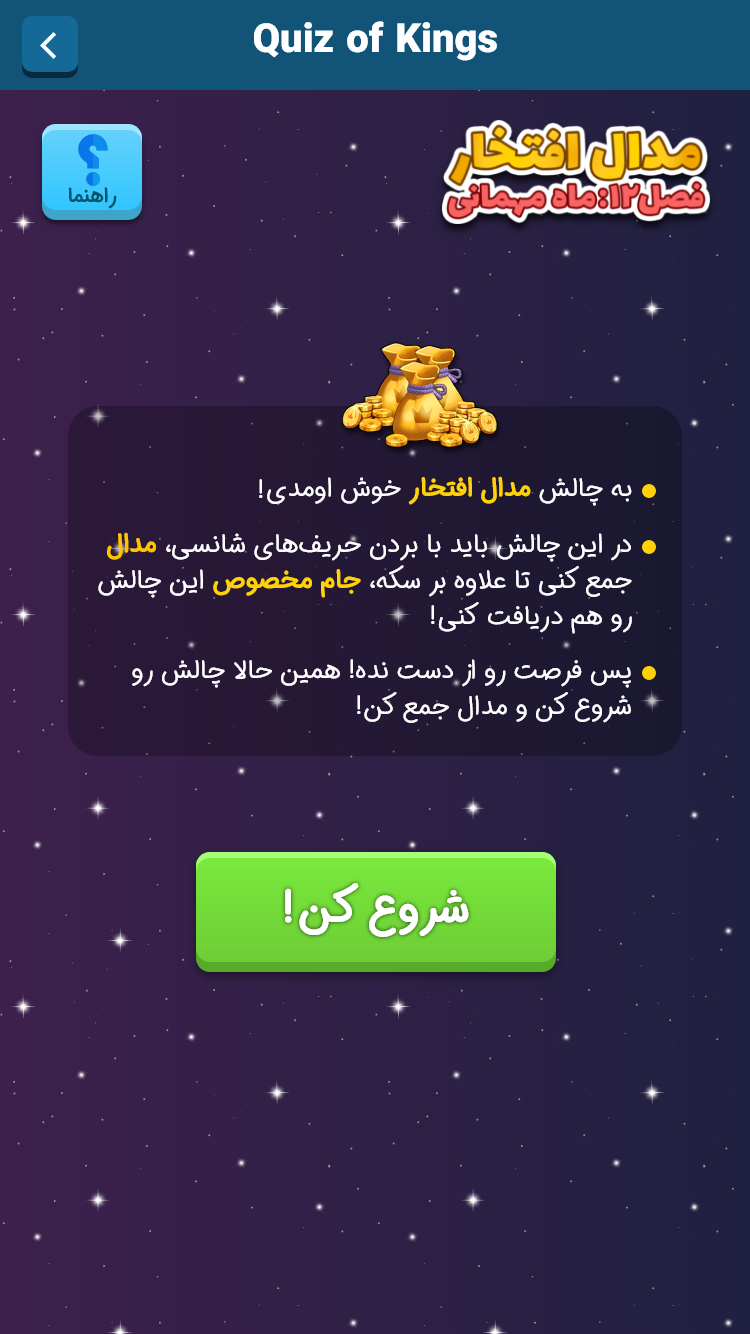 Quiz of Kings
مدال افتخار
فصل۱۲:ماه مهمانی
راهنما
به چالش مدال افتخار خوش اومدی!
در این چالش باید با بردن حریف‌های شانسی، مدال
جمع کنی تا علاوه بر سکه، جام مخصوص این چالش
رو هم دریافت کنی!
پس فرصت رو از دست نده! همین حالا چالش رو
شروع کن و مدال جمع کن!
شروع کن!